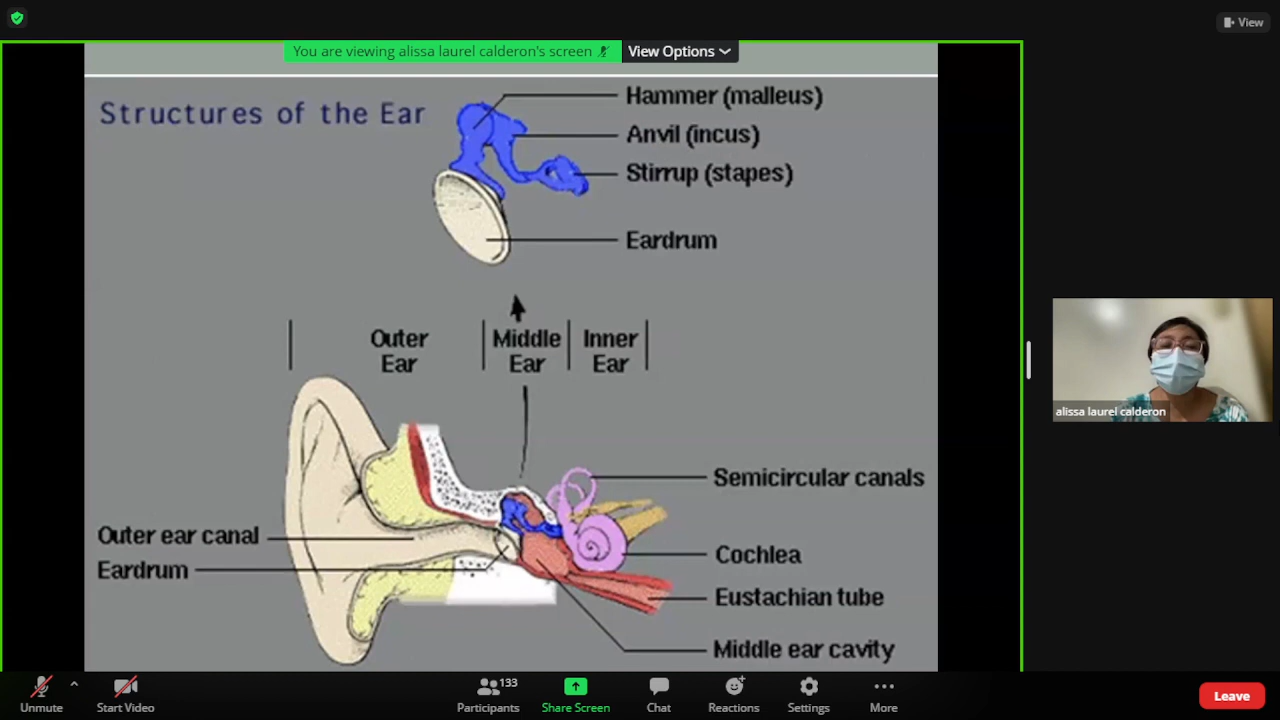 View
You are viewing alissa laurel calderon's screen
View Options
Structures of the Ear
Hammer (malleus)
Anvil (incus)
Stirrup (stapes)
Eardrum
Outer
Ear
Middle
Ear
Inner
Ear
Semicircular canals
Outer ear canal
Cochlea
Eardrum
Eustachian tube
Middle ear cavity
alissa laurel calderon
Unmute
Start Video
133
Participants
Share Screen
Chat
Reactions
Settings
More
Leave